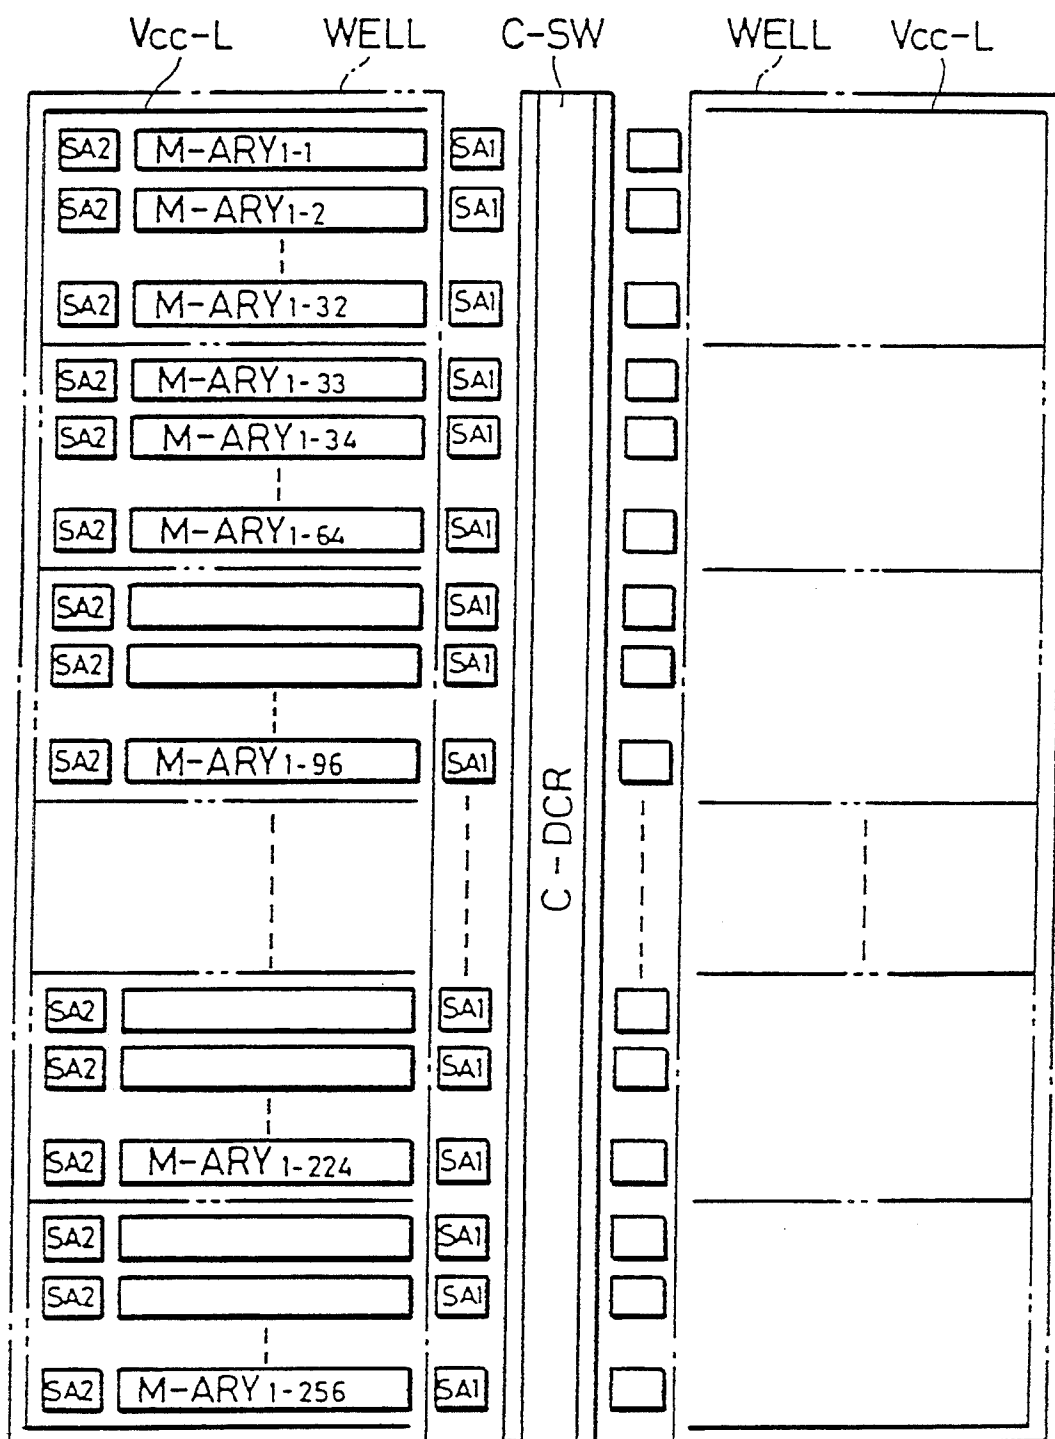 Vcc-L WELL C-SW WELL Vcc-L
SA2 M-ARY1-1 SA1
SA2 M-ARY1-2 SA1
SA2 M-ARY1-32 SA1
SA2 M-ARY1-33 SA1
SA2 M-ARY1-34 SA1
SA2 M-ARY1-64 SA1
SA2 SA1
SA2 SA1
SA2 M-ARY1-96 SA1
C-DCR
SA2 SA1
SA2 SA1
SA2 M-ARY1-224 SA1
SA2 SA1
SA2 SA1
SA2 M-ARY1-256 SA1